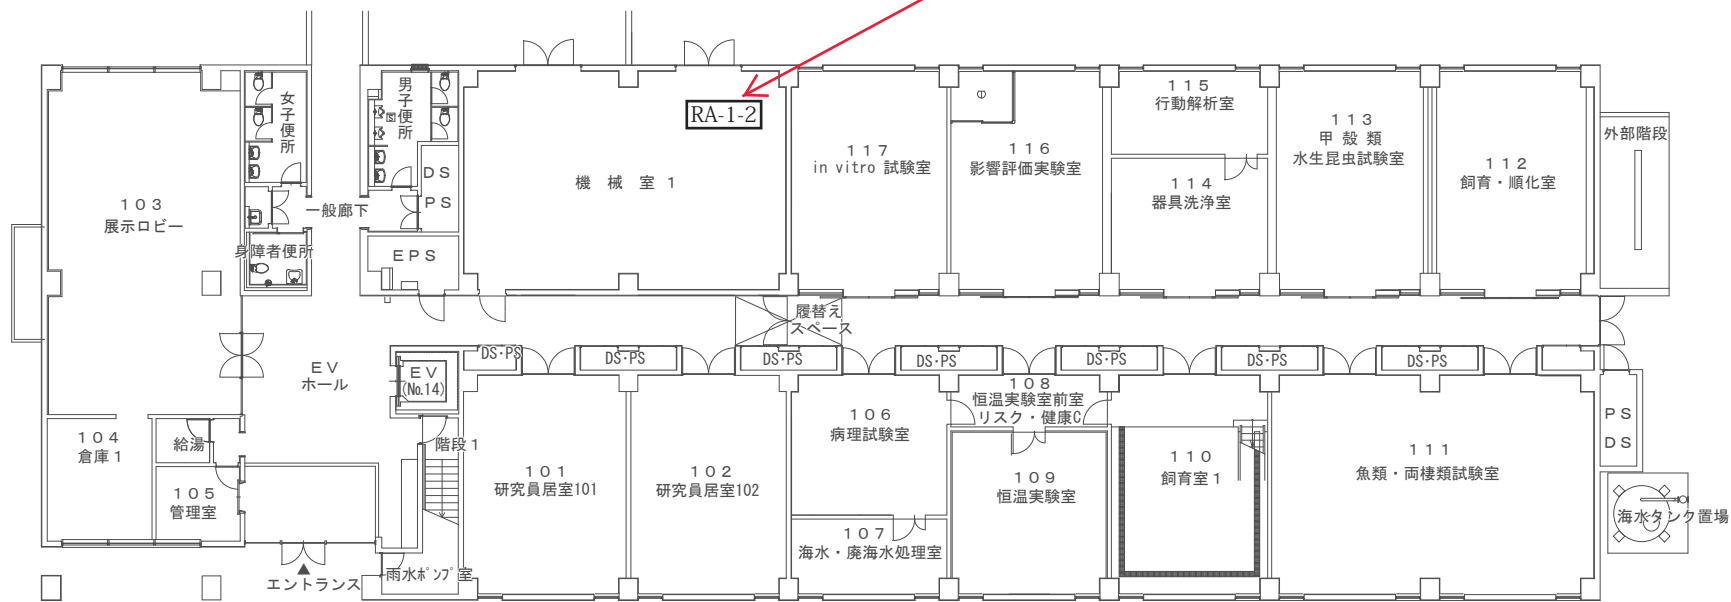 女子便所
男子便所
DS
PS
RA-1-2
機 械 室 1
117
in vitro 試験室
116
影響評価実験室
115
行動解析室
114
器具洗浄室
113
甲 殻 類
水生昆虫試験室
112
飼育・順化室
外部階段
103
展示ロビー
一般廊下
身障者便所
EPS
履替え
スペース
EV
ホール
EV
(No.14)
DS・PS
DS・PS
DS・PS
DS・PS
DS・PS
DS・PS
DS・PS
104
倉庫1
給湯
105
管理室
階段1
101
研究員居室101
102
研究員居室102
106
病理試験室
107
海水・廃海水処理室
108
恒温実験室前室
リスク・健康C
109
恒温実験室
110
飼育室1
111
魚類・両棲類試験室
PS
DS
海水タンク置場
エントランス
雨水ポンプ室